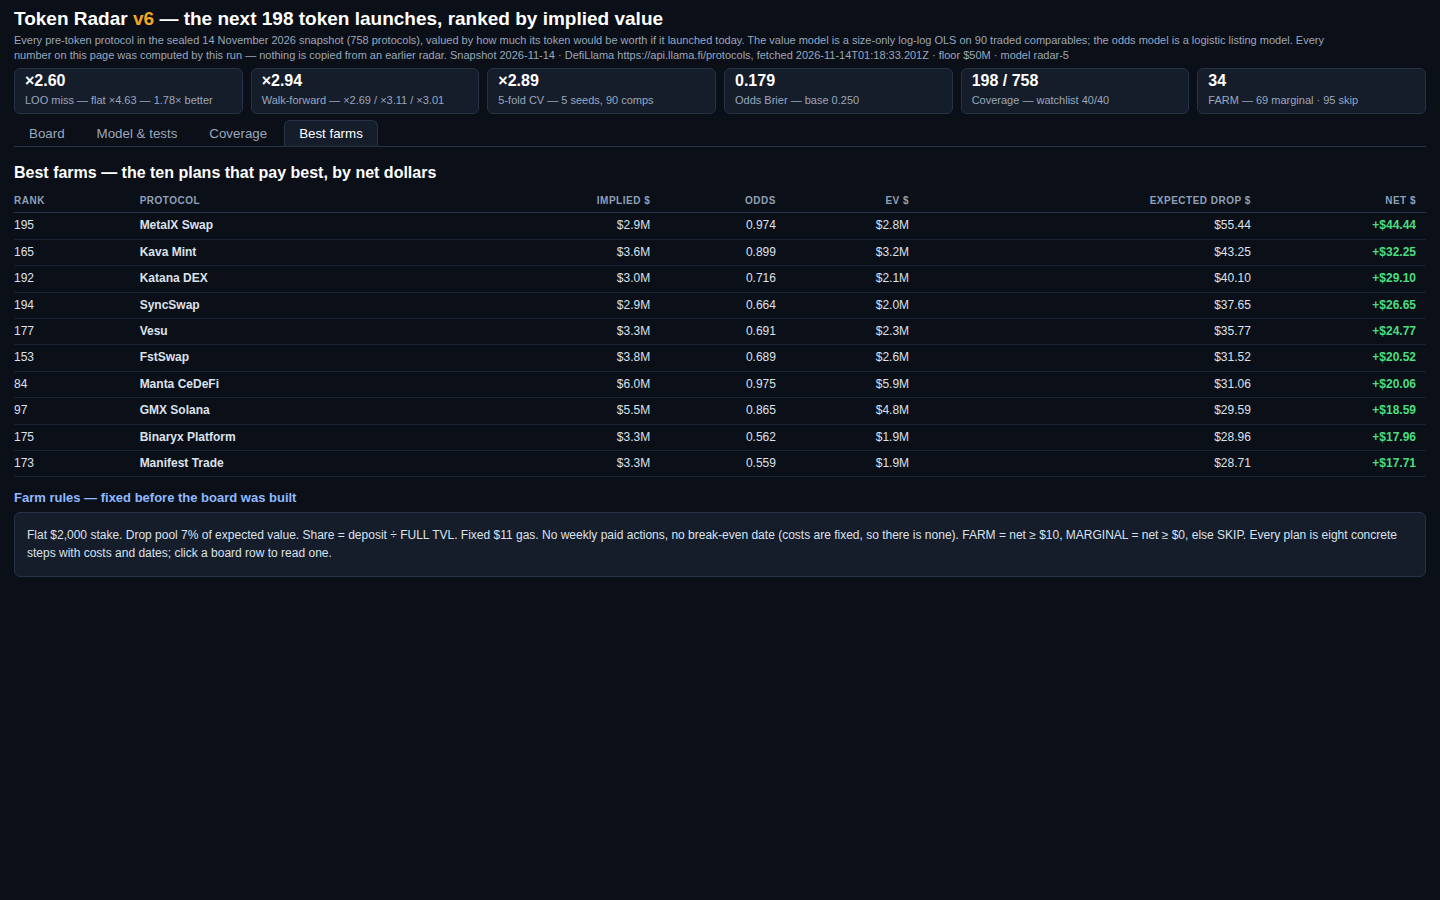 Token Radar v6 — the next 198 token launches, ranked by implied value
Every pre-token protocol in the sealed 14 November 2026 snapshot (758 protocols), valued by how much its token would be worth if it launched today. The value model is a size-only log-log OLS on 90 traded comparables; the odds model is a logistic listing model. Every
number on this page was computed by this run — nothing is copied from an earlier radar. Snapshot 2026-11-14 · DefiLlama https://api.llama.fi/protocols, fetched 2026-11-14T01:18:33.201Z · floor $50M · model radar-5
×2.60 ×2.94 ×2.89 0.179 198 / 758 34
LOO miss — flat ×4.63 — 1.78× better Walk-forward — ×2.69 / ×3.11 / ×3.01 5-fold CV — 5 seeds, 90 comps Odds Brier — base 0.250 Coverage — watchlist 40/40 FARM — 69 marginal · 95 skip
Board Model & tests Coverage Best farms
Best farms — the ten plans that pay best, by net dollars
RANK PROTOCOL IMPLIED $ ODDS EV $ EXPECTED DROP $ NET $
195 MetalX Swap $2.9M 0.974 $2.8M $55.44 +$44.44
165 Kava Mint $3.6M 0.899 $3.2M $43.25 +$32.25
192 Katana DEX $3.0M 0.716 $2.1M $40.10 +$29.10
194 SyncSwap $2.9M 0.664 $2.0M $37.65 +$26.65
177 Vesu $3.3M 0.691 $2.3M $35.77 +$24.77
153 FstSwap $3.8M 0.689 $2.6M $31.52 +$20.52
84 Manta CeDeFi $6.0M 0.975 $5.9M $31.06 +$20.06
97 GMX Solana $5.5M 0.865 $4.8M $29.59 +$18.59
175 Binaryx Platform $3.3M 0.562 $1.9M $28.96 +$17.96
173 Manifest Trade $3.3M 0.559 $1.9M $28.71 +$17.71
Farm rules — fixed before the board was built
Flat $2,000 stake. Drop pool 7% of expected value. Share = deposit ÷ FULL TVL. Fixed $11 gas. No weekly paid actions, no break-even date (costs are fixed, so there is none). FARM = net ≥ $10, MARGINAL = net ≥ $0, else SKIP. Every plan is eight concrete
steps with costs and dates; click a board row to read one.